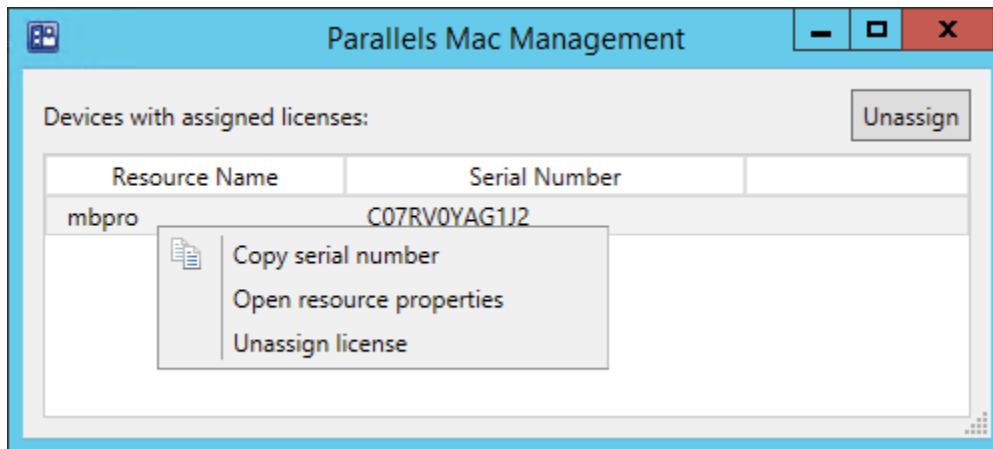 Parallels Mac Management
Devices with assigned licenses:
Unassign
Resource Name
Serial Number
mbpro
C07RV0YAG1J2
Copy serial number
Open resource properties
Unassign license